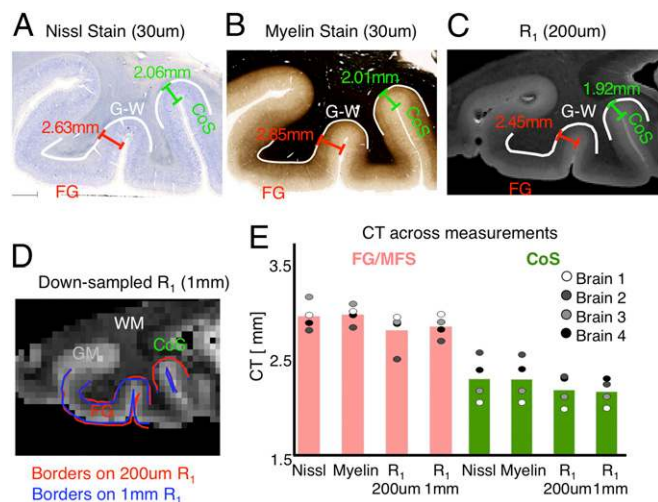 A Nissl Stain (30um)
2.06mm
CoS
G-W
2.63mm
FG
B Myelin Stain (30um)
2.01mm
CoS
G-W
2.85mm
FG
C R1 (200um)
1.92mm
CoS
G-W
2.45mm
FG
D
Down-sampled R1 (1mm)
WM
GM
CoS
FG
Borders on 200um R1
Borders on 1mm R1
E
CT across measurements
FG/MFS CoS
Brain 1
Brain 2
Brain 3
Brain 4
CT [ mm]
3.5
2.5
1.5
Nissl Myelin R1 R1 Nissl Myelin R1 R1
200um 1mm 200um 1mm